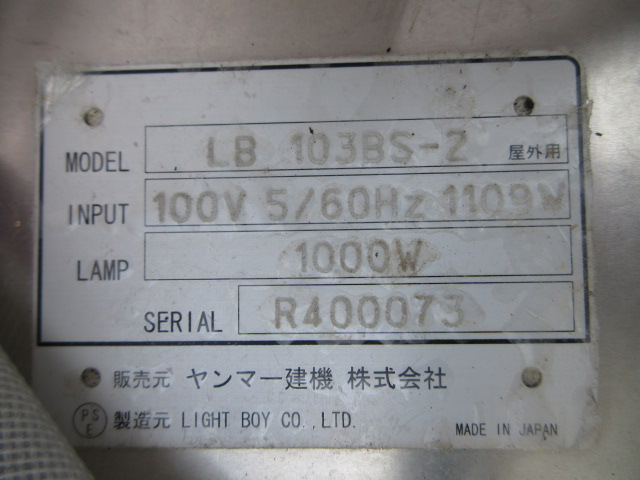 MODEL LB 103BS-2 屋外用
INPUT 100V 5/60Hz 1109W
LAMP 1000W
SERIAL R400073
販売元 ヤンマー建機 株式会社
PSE 製造元 LIGHT BOY CO.,LTD. MADE IN JAPAN